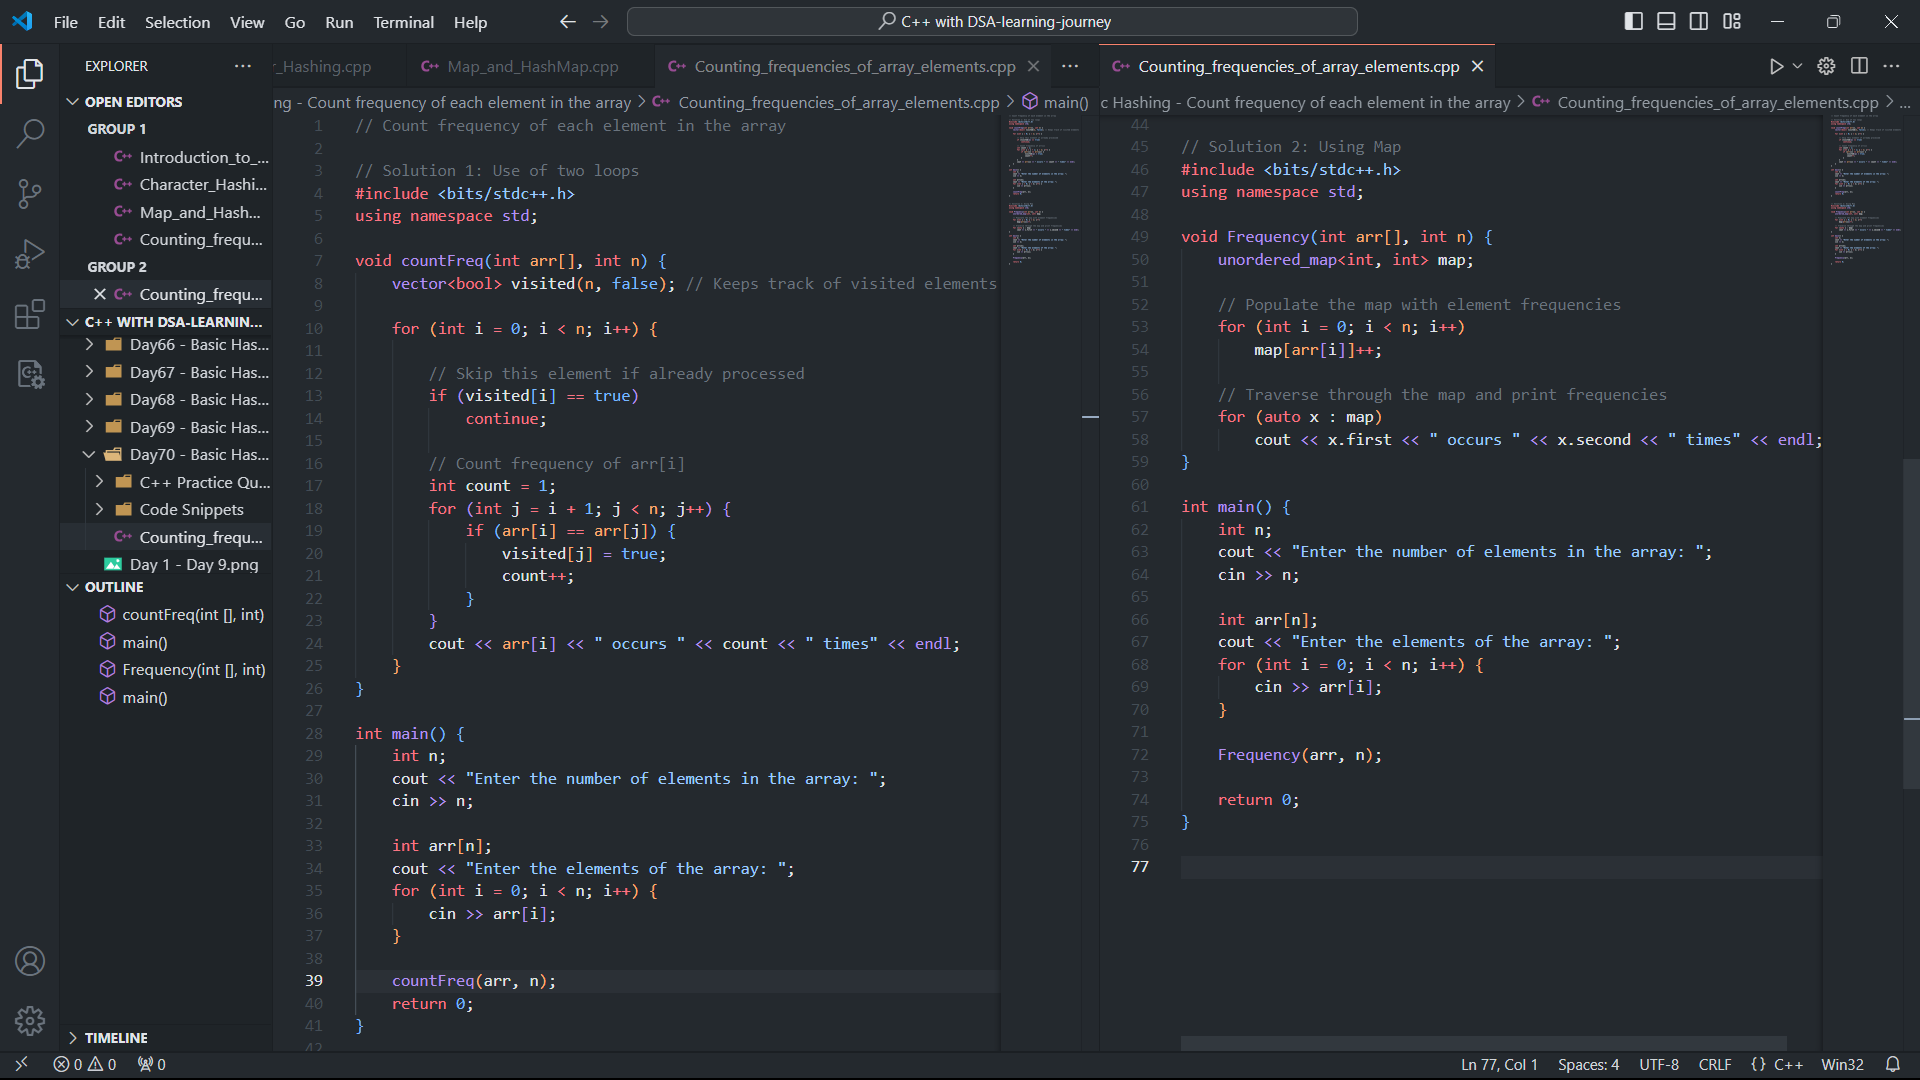 File Edit Selection View Go Run Terminal Help
C++ with DSA-learning-journey
EXPLORER
OPEN EDITORS
GROUP 1
Introduction_to_...
Character_Hashi...
Map_and_Hash...
Counting_frequ...
GROUP 2
Counting_frequ...
C++ WITH DSA-LEARNIN...
Day66 - Basic Has...
Day67 - Basic Has...
Day68 - Basic Has...
Day69 - Basic Has...
Day70 - Basic Has...
C++ Practice Qu...
Code Snippets
Counting_frequ...
Day 1 - Day 9.png
OUTLINE
countFreq(int [], int)
main()
Frequency(int [], int)
main()
TIMELINE
r_Hashing.cpp
Map_and_HashMap.cpp
Counting_frequencies_of_array_elements.cpp
ng - Count frequency of each element in the array > Counting_frequencies_of_array_elements.cpp > main()
1 // Count frequency of each element in the array
2
3 // Solution 1: Use of two loops
4 #include <bits/stdc++.h>
5 using namespace std;
6
7 void countFreq(int arr[], int n) {
8     vector<bool> visited(n, false); // Keeps track of visited elements
9
10     for (int i = 0; i < n; i++) {
11
12         // Skip this element if already processed
13         if (visited[i] == true)
14             continue;
15
16         // Count frequency of arr[i]
17         int count = 1;
18         for (int j = i + 1; j < n; j++) {
19             if (arr[i] == arr[j]) {
20                 visited[j] = true;
21                 count++;
22             }
23         }
24         cout << arr[i] << " occurs " << count << " times" << endl;
25     }
26 }
27
28 int main() {
29     int n;
30     cout << "Enter the number of elements in the array: ";
31     cin >> n;
32
33     int arr[n];
34     cout << "Enter the elements of the array: ";
35     for (int i = 0; i < n; i++) {
36         cin >> arr[i];
37     }
38
39     countFreq(arr, n);
40     return 0;
41 }
42
Counting_frequencies_of_array_elements.cpp
c Hashing - Count frequency of each element in the array > Counting_frequencies_of_array_elements.cpp > ...
44
45 // Solution 2: Using Map
46 #include <bits/stdc++.h>
47 using namespace std;
48
49 void Frequency(int arr[], int n) {
50     unordered_map<int, int> map;
51
52     // Populate the map with element frequencies
53     for (int i = 0; i < n; i++)
54         map[arr[i]]++;
55
56     // Traverse through the map and print frequencies
57     for (auto x : map)
58         cout << x.first << " occurs " << x.second << " times" << endl;
59 }
60
61 int main() {
62     int n;
63     cout << "Enter the number of elements in the array: ";
64     cin >> n;
65
66     int arr[n];
67     cout << "Enter the elements of the array: ";
68     for (int i = 0; i < n; i++) {
69         cin >> arr[i];
70     }
71
72     Frequency(arr, n);
73
74     return 0;
75 }
76
77
0 0 0
Ln 77, Col 1 Spaces: 4 UTF-8 CRLF {} C++ Win32